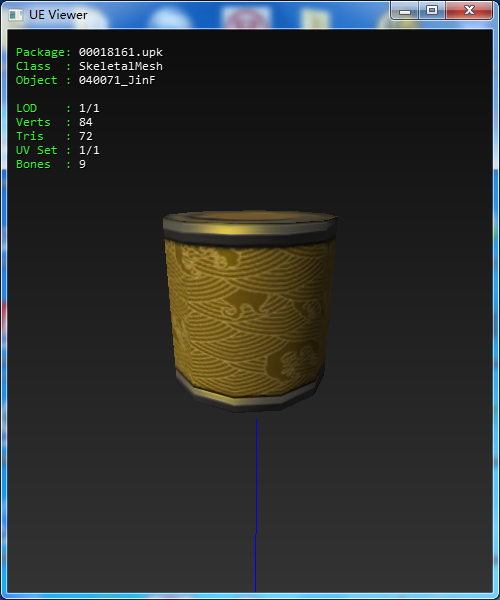 UE Viewer
Package: 00018161.upk
Class : SkeletalMesh
Object : 040071_JinF
LOD : 1/1
Verts : 84
Tris : 72
UV Set : 1/1
Bones : 9